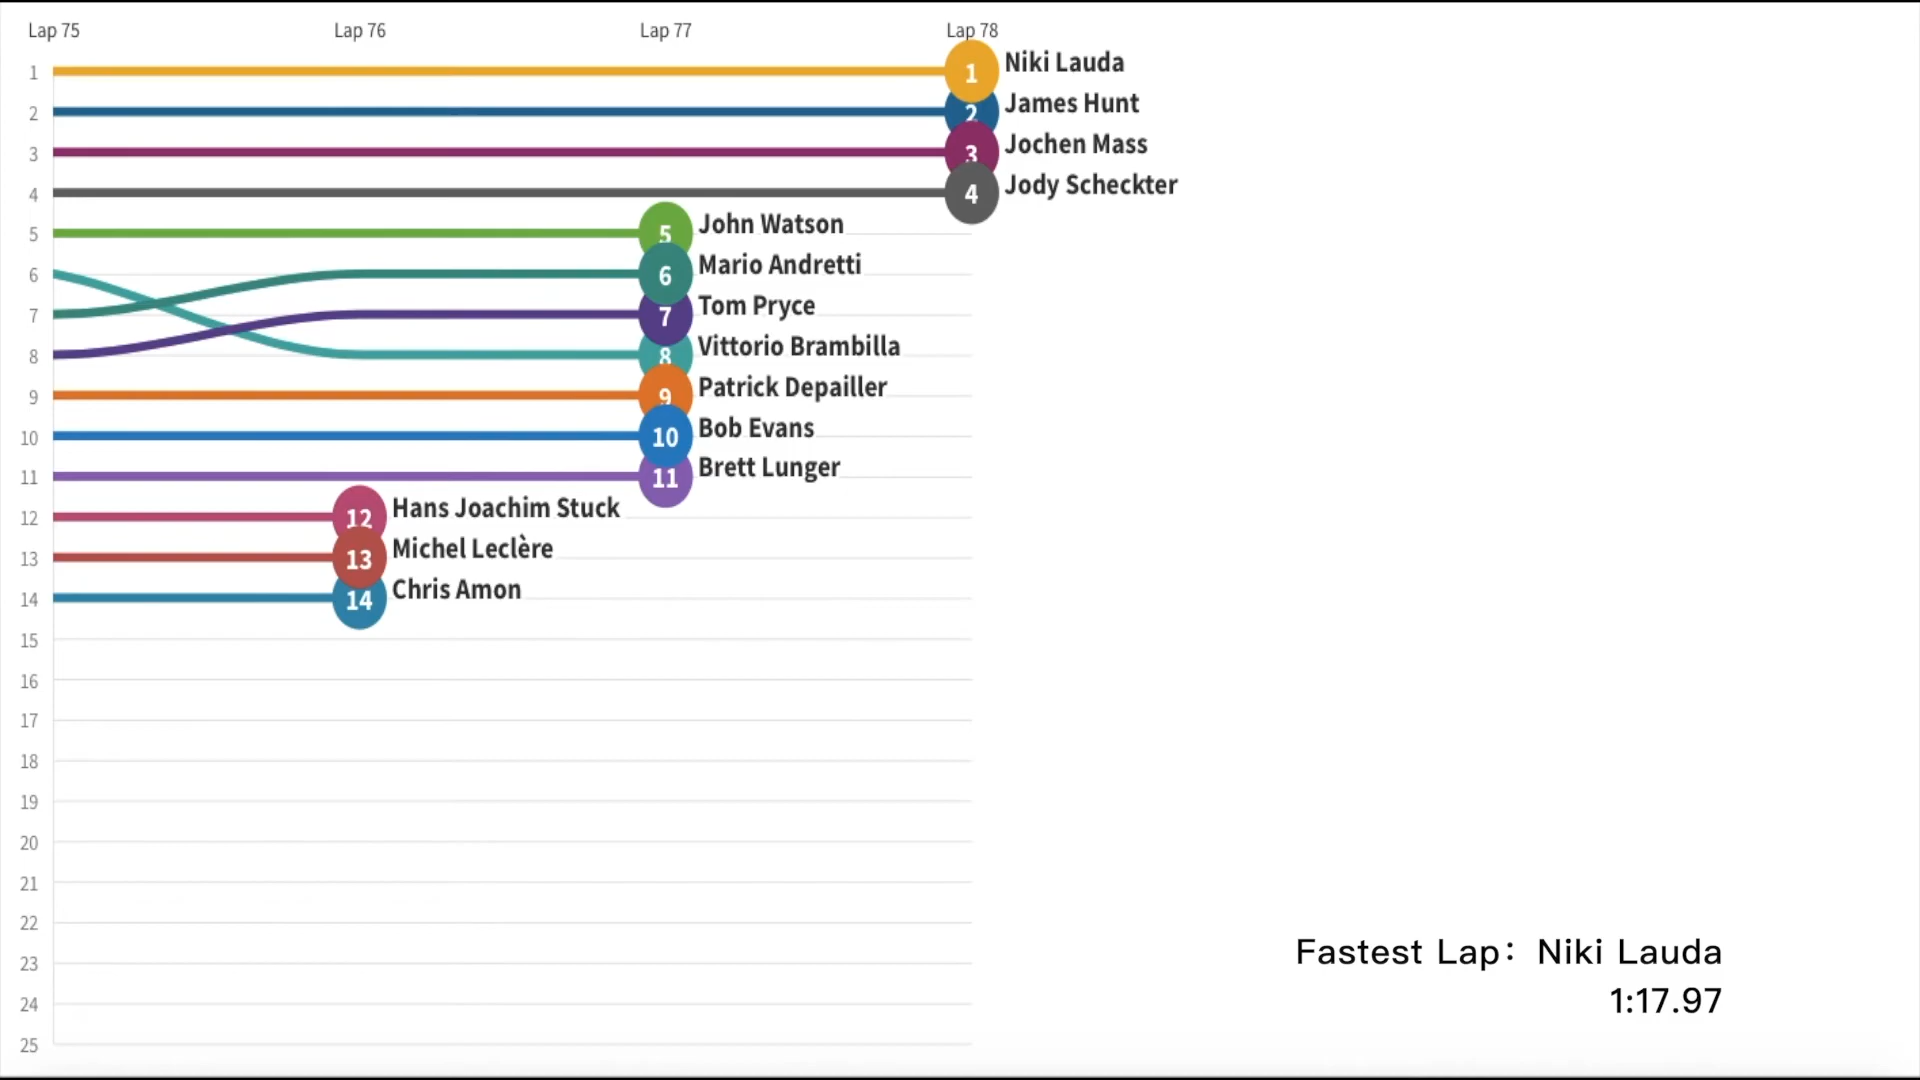 Lap 75 Lap 76 Lap 77 Lap 78
1 1 Niki Lauda
2 2 James Hunt
3 3 Jochen Mass
4 4 Jody Scheckter
5 5 John Watson
6 6 Mario Andretti
7 7 Tom Pryce
8 8 Vittorio Brambilla
9 9 Patrick Depailler
10 10 Bob Evans
11 11 Brett Lunger
12 12 Hans Joachim Stuck
13 13 Michel Leclère
14 14 Chris Amon
15
16
17
18
19
20
21
22
23
24
25
Fastest Lap: Niki Lauda
1:17.97